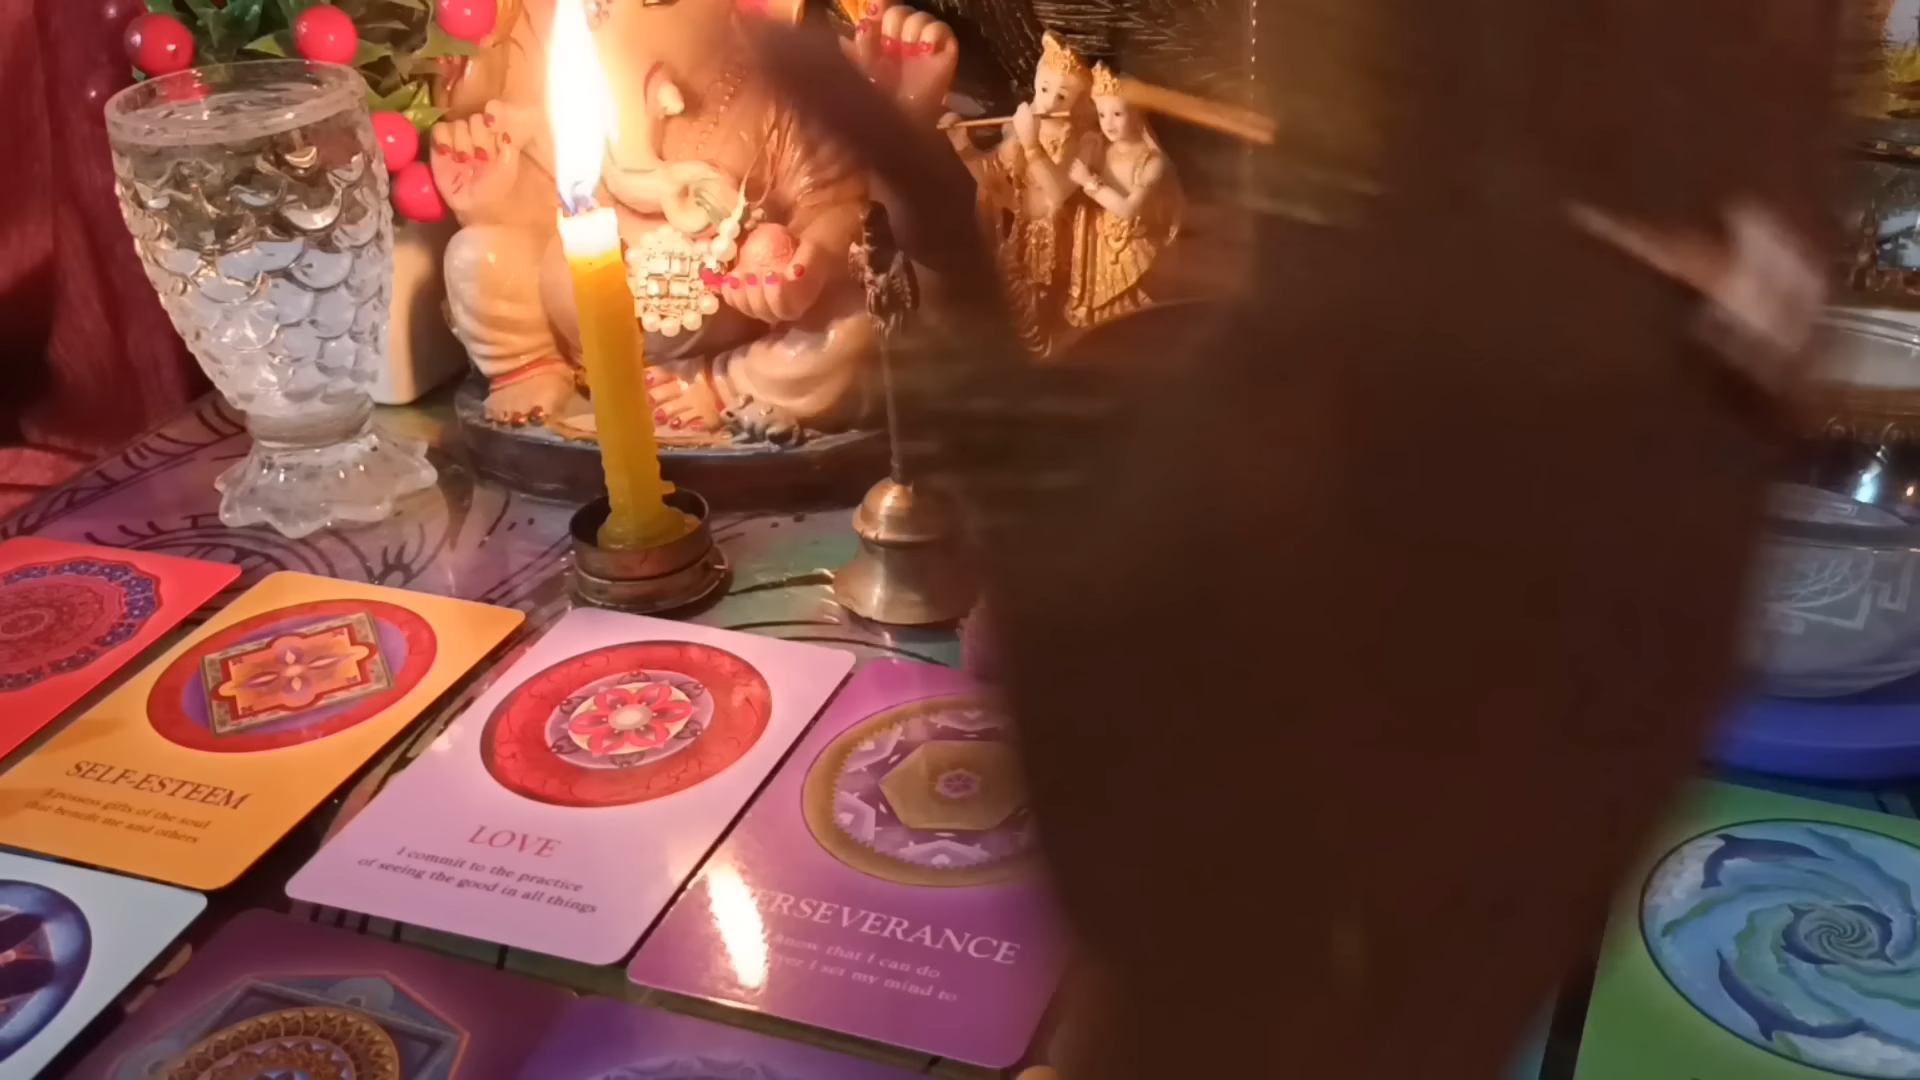 SELF-ESTEEM
I possess gifts of the soul
that benefit me and others
LOVE
I commit to the practice
of seeing the good in all things
PERSEVERANCE
know that I can do
I set my mind to